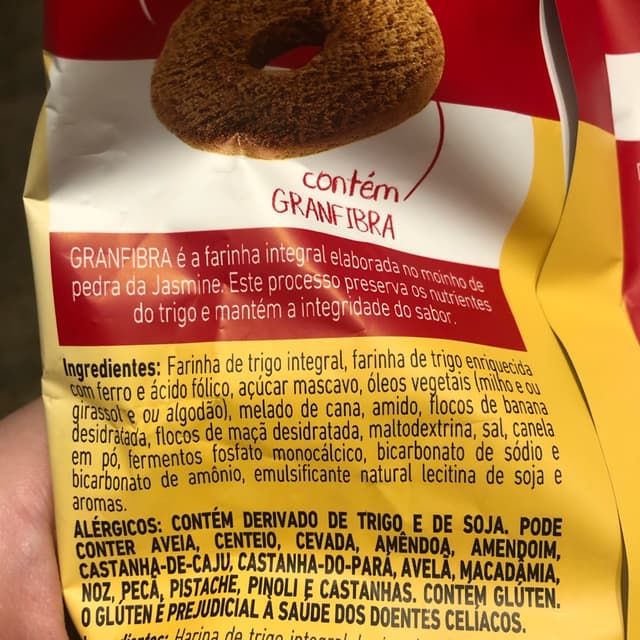 contém
GRANFIBRA
GRANFIBRA é a farinha integral elaborada no moinho de
pedra da Jasmine. Este processo preserva os nutrientes
do trigo e mantém a integridade do sabor.
Ingredientes: Farinha de trigo integral, farinha de trigo enriquecida
com ferro e ácido fólico, açúcar mascavo, óleos vegetais (milho e ou
girassol e ou algodão), melado de cana, amido, flocos de banana
desidratada, flocos de maçã desidratada, maltodextrina, sal, canela
em pó, fermentos fosfato monocálcico, bicarbonato de sódio e
bicarbonato de amônio, emulsificante natural lecitina de soja e
aromas.
ALÉRGICOS: CONTÉM DERIVADO DE TRIGO E DE SOJA. PODE
CONTER AVEIA, CENTEIO, CEVADA, AMÊNDOA, AMENDOIM,
CASTANHA-DE-CAJU, CASTANHA-DO-PARÁ, AVELÃ, MACADÂMIA,
NOZ, PECÃ, PISTACHE, PINOLI E CASTANHAS. CONTÉM GLÚTEN.
O GLÚTEN É PREJUDICIAL À SAÚDE DOS DOENTES CELÍACOS.
Harina de trigo integral